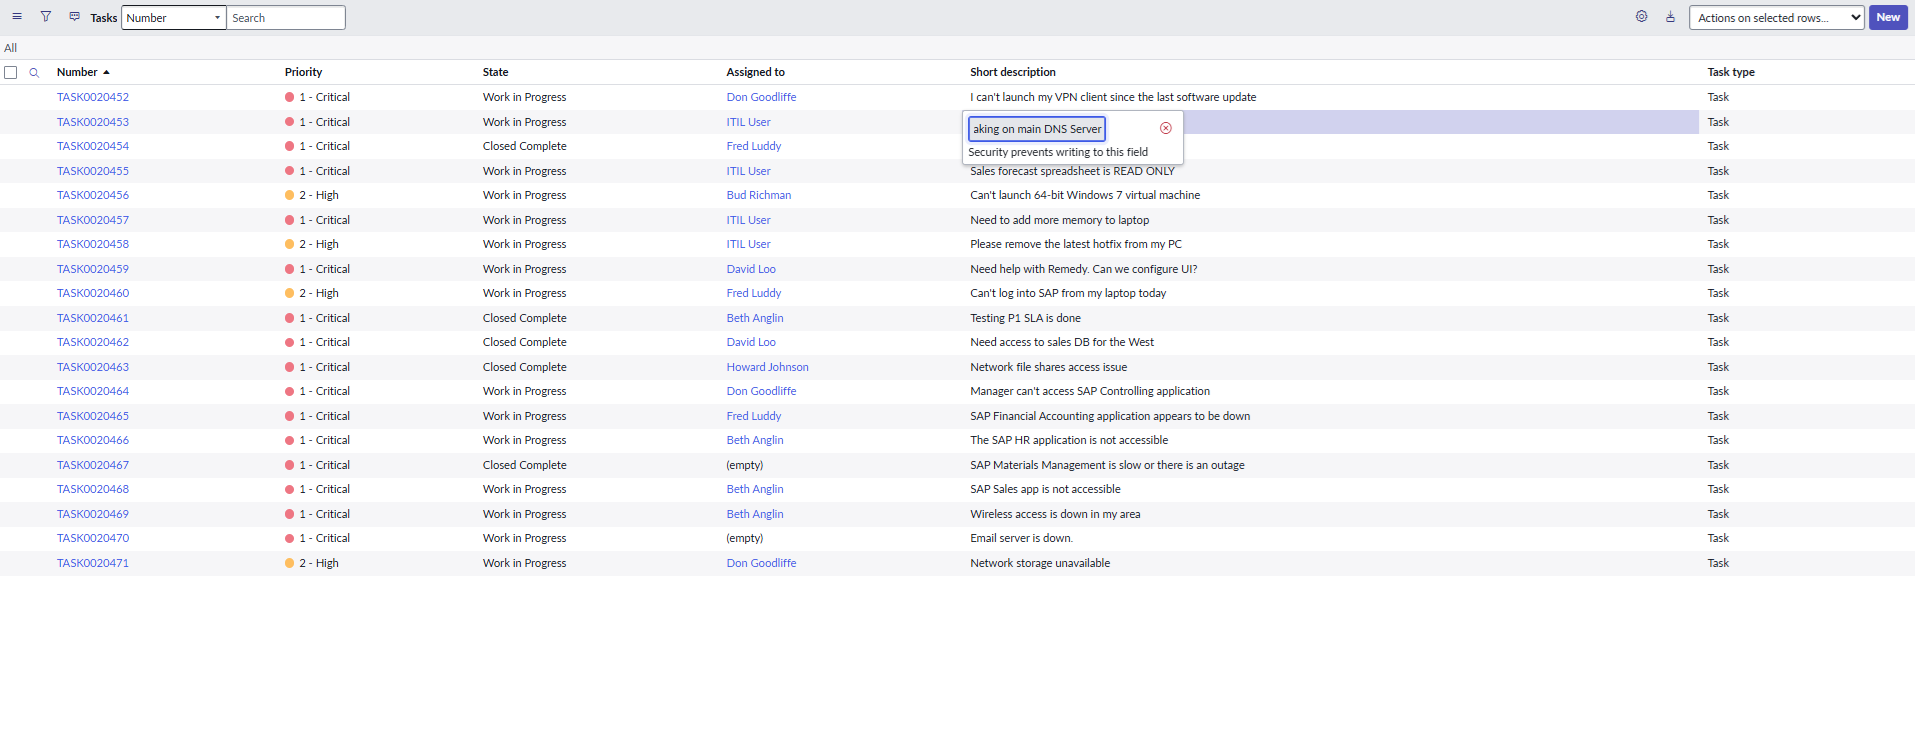 Tasks Number Search Actions on selected rows... New
All
Number Priority State Assigned to Short description Task type
TASK0020452 1 - Critical Work in Progress Don Goodliffe I can't launch my VPN client since the last software update Task
TASK0020453 1 - Critical Work in Progress ITIL User aking on main DNS Server Task
Security prevents writing to this field
TASK0020454 1 - Critical Closed Complete Fred Luddy Task
TASK0020455 1 - Critical Work in Progress ITIL User Sales forecast spreadsheet is READ ONLY Task
TASK0020456 2 - High Work in Progress Bud Richman Can't launch 64-bit Windows 7 virtual machine Task
TASK0020457 1 - Critical Work in Progress ITIL User Need to add more memory to laptop Task
TASK0020458 2 - High Work in Progress ITIL User Please remove the latest hotfix from my PC Task
TASK0020459 1 - Critical Work in Progress David Loo Need help with Remedy. Can we configure UI? Task
TASK0020460 2 - High Work in Progress Fred Luddy Can't log into SAP from my laptop today Task
TASK0020461 1 - Critical Closed Complete Beth Anglin Testing P1 SLA is done Task
TASK0020462 1 - Critical Closed Complete David Loo Need access to sales DB for the West Task
TASK0020463 1 - Critical Closed Complete Howard Johnson Network file shares access issue Task
TASK0020464 1 - Critical Work in Progress Don Goodliffe Manager can't access SAP Controlling application Task
TASK0020465 1 - Critical Work in Progress Fred Luddy SAP Financial Accounting application appears to be down Task
TASK0020466 1 - Critical Work in Progress Beth Anglin The SAP HR application is not accessible Task
TASK0020467 1 - Critical Closed Complete (empty) SAP Materials Management is slow or there is an outage Task
TASK0020468 1 - Critical Work in Progress Beth Anglin SAP Sales app is not accessible Task
TASK0020469 1 - Critical Work in Progress Beth Anglin Wireless access is down in my area Task
TASK0020470 1 - Critical Work in Progress (empty) Email server is down. Task
TASK0020471 2 - High Work in Progress Don Goodliffe Network storage unavailable Task